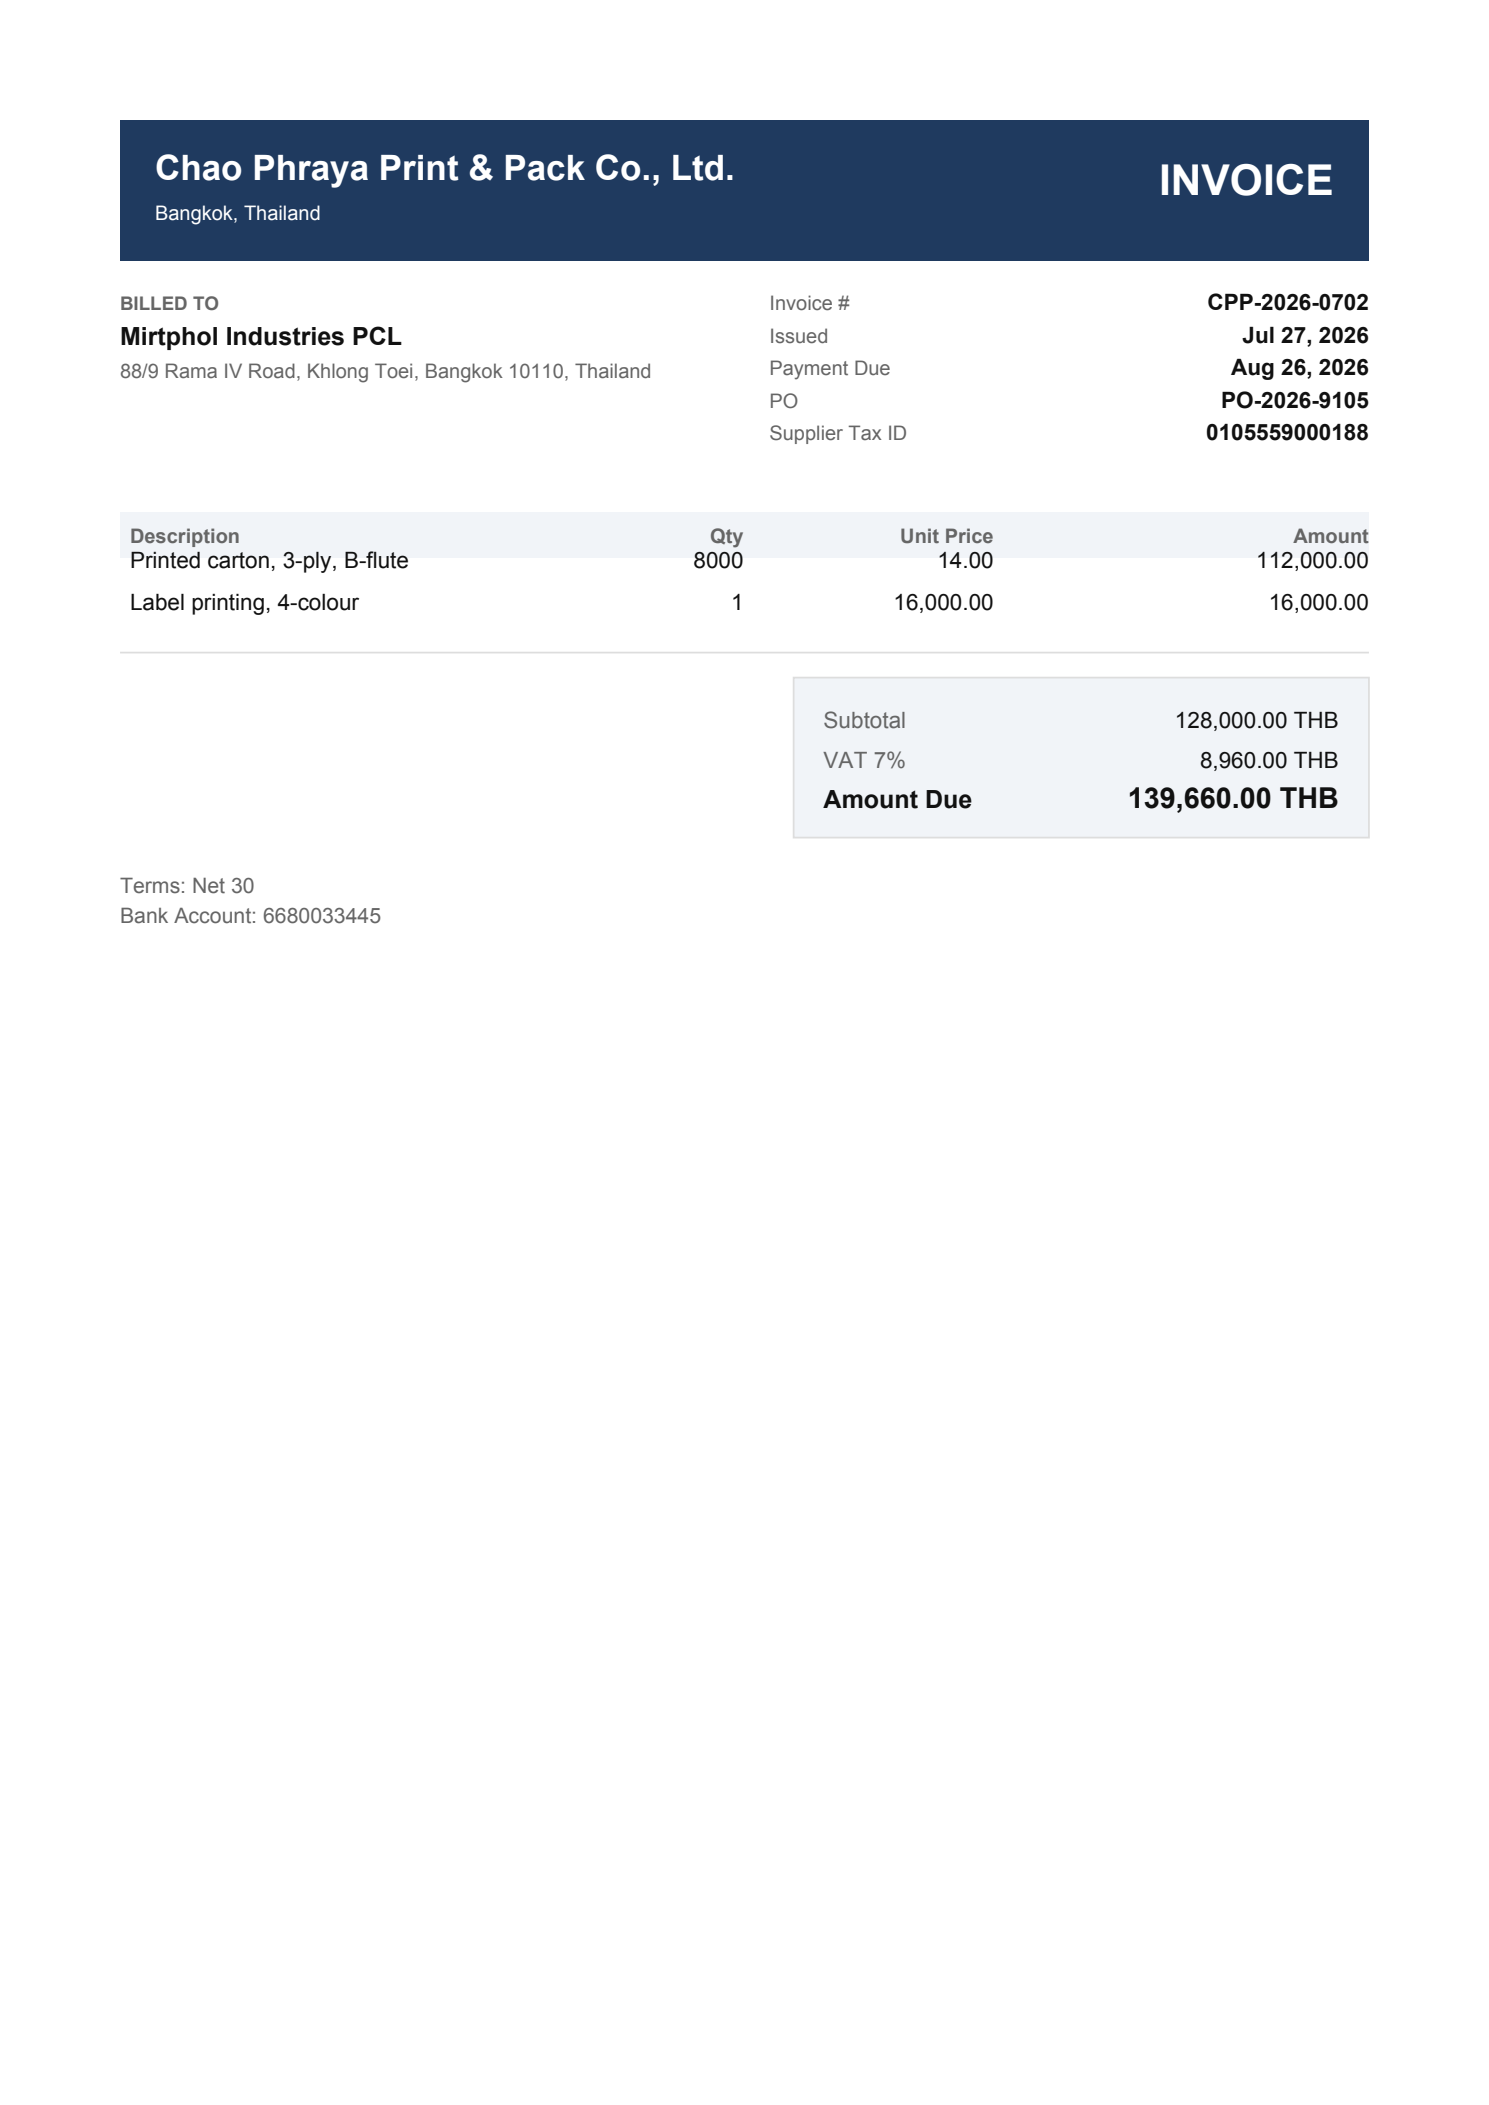 Chao Phraya Print & Pack Co., Ltd.
Bangkok, Thailand
INVOICE
BILLED TO
Mirtphol Industries PCL
88/9 Rama IV Road, Khlong Toei, Bangkok 10110, Thailand
Invoice # CPP-2026-0702
Issued Jul 27, 2026
Payment Due Aug 26, 2026
PO PO-2026-9105
Supplier Tax ID 0105559000188
Description Qty Unit Price Amount
Printed carton, 3-ply, B-flute 8000 14.00 112,000.00
Label printing, 4-colour 1 16,000.00 16,000.00
Subtotal 128,000.00 THB
VAT 7% 8,960.00 THB
Amount Due 139,660.00 THB
Terms: Net 30
Bank Account: 6680033445